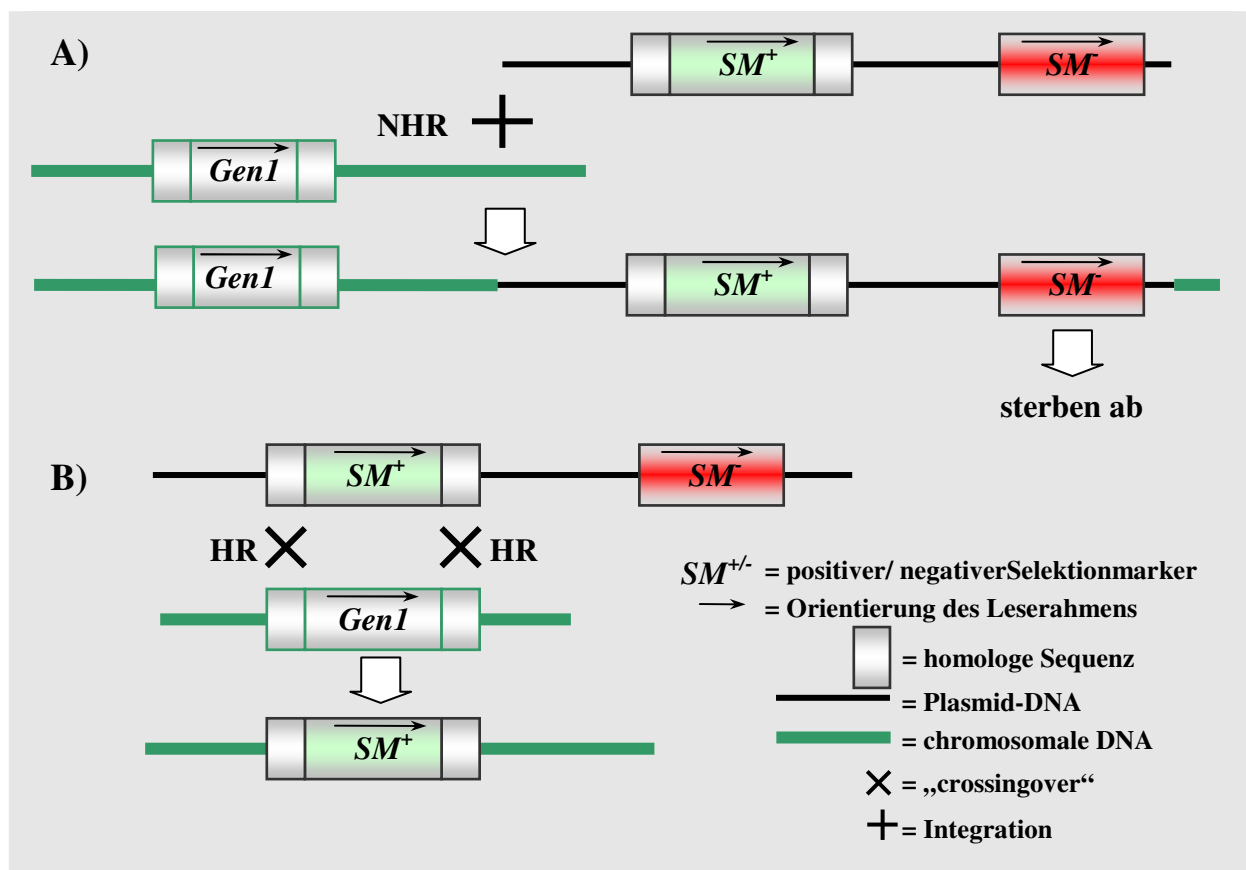 A)
SM⁺
SM⁻
NHR
Gen1
Gen1
SM⁺
SM⁻
sterben ab
B)
SM⁺
SM⁻
HR
HR
Gen1
SM⁺
SM⁺/⁻ = positiver/ negativerSelektionmarker
= Orientierung des Leserahmens
= homologe Sequenz
= Plasmid-DNA
= chromosomale DNA
= „crossingover“
= Integration